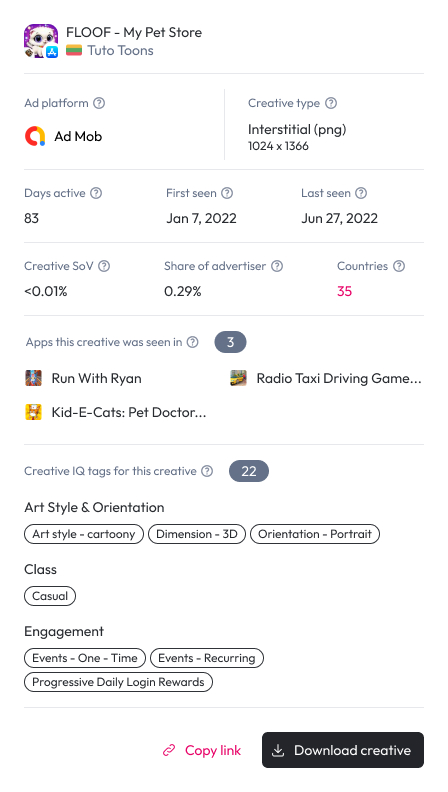 FLOOF - My Pet Store
Tuto Toons
Ad platform
Creative type
Ad Mob
Interstitial (png)
1024 x 1366
Days active
First seen
Last seen
83
Jan 7, 2022
Jun 27, 2022
Creative SoV
Share of advertiser
Countries
<0.01%
0.29%
35
Apps this creative was seen in
3
Run With Ryan
Radio Taxi Driving Game...
Kid-E-Cats: Pet Doctor...
Creative IQ tags for this creative
22
Art Style & Orientation
Art style - cartoony
Dimension - 3D
Orientation - Portrait
Class
Casual
Engagement
Events - One - Time
Events - Recurring
Progressive Daily Login Rewards
Copy link
Download creative